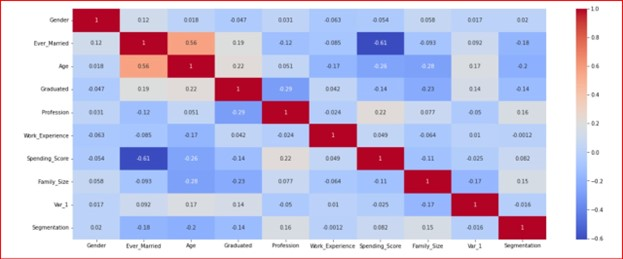 Gender 1 0.12 0.018 -0.047 0.031 -0.063 -0.054 0.058 0.017 0.02
Ever_Married 0.12 1 0.56 0.19 -0.12 -0.085 -0.61 -0.093 0.092 -0.18
Age 0.018 0.56 1 0.22 0.051 -0.17 -0.26 -0.28 0.17 -0.2
Graduated -0.047 0.19 0.22 1 -0.29 0.042 -0.14 -0.23 0.14 -0.14
Profession 0.031 -0.12 0.051 -0.29 1 -0.024 0.22 0.077 -0.05 0.16
Work_Experience -0.063 -0.085 -0.17 0.042 -0.024 1 0.049 -0.064 0.01 -0.0012
Spending_Score -0.054 -0.61 -0.26 -0.14 0.22 0.049 1 -0.11 -0.025 0.082
Family_Size 0.058 -0.093 -0.28 -0.23 0.077 -0.064 -0.11 1 -0.17 0.15
Var_1 0.017 0.092 0.17 0.14 -0.05 0.01 -0.025 -0.17 1 -0.016
Segmentation 0.02 -0.18 -0.2 -0.14 0.16 -0.0012 0.082 0.15 -0.016 1
Gender Ever_Married Age Graduated Profession Work_Experience Spending_Score Family_Size Var_1 Segmentation
1.0
0.8
0.6
0.4
0.2
0.0
-0.2
-0.4
-0.6